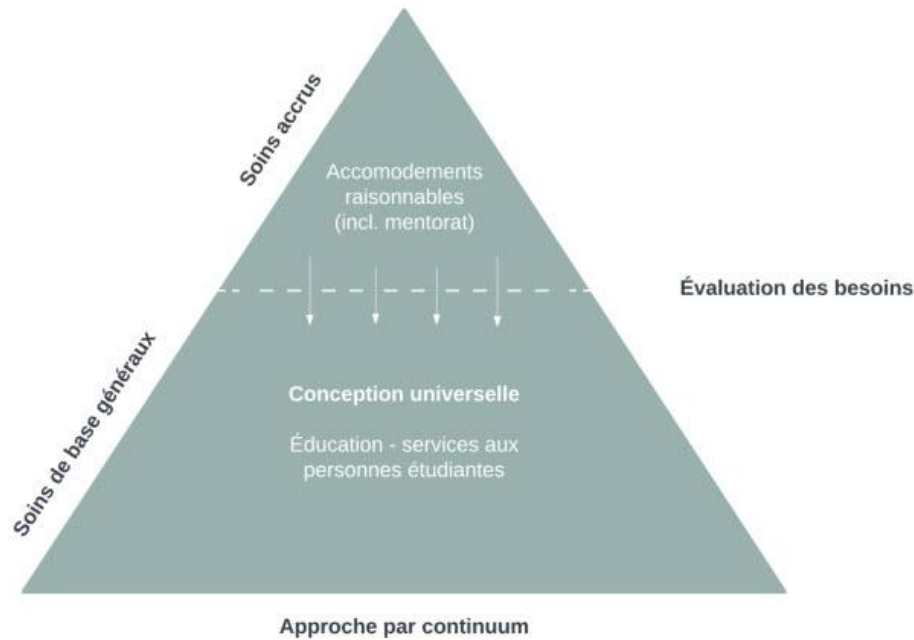 Soins accrus
Accomodements
raisonnables
(incl. mentorat)
Évaluation des besoins
Soins de base généraux
Conception universelle
Éducation - services aux
personnes étudiantes
Approche par continuum